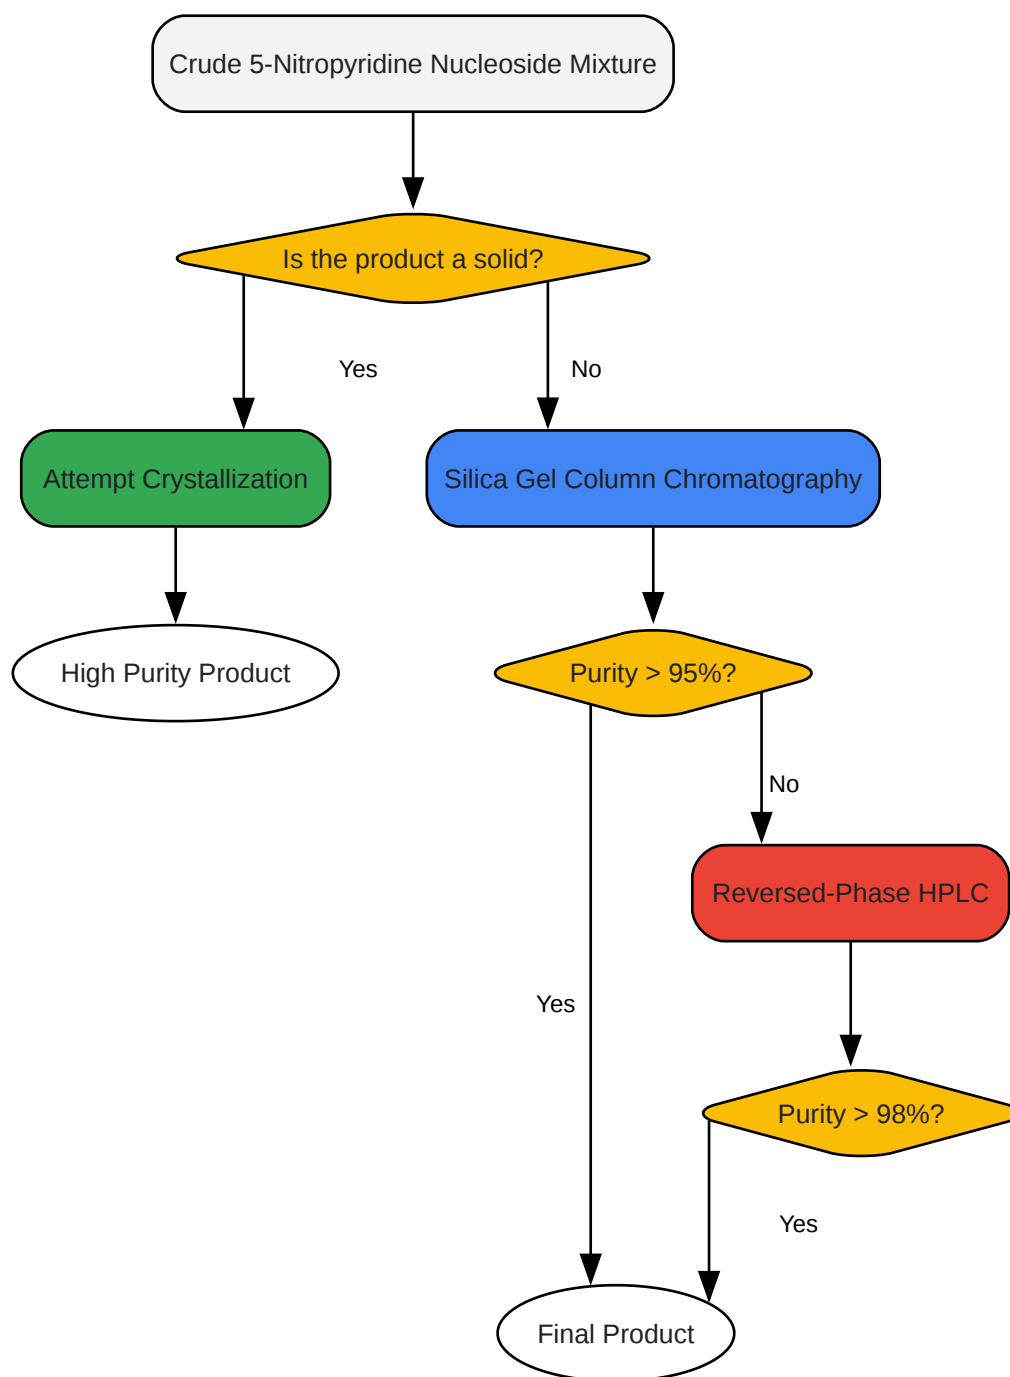 Crude 5-Nitropyridine Nucleoside Mixture
Is the product a solid?
Yes
No
Attempt Crystallization
Silica Gel Column Chromatography
High Purity Product
Purity > 95%?
No
Reversed-Phase HPLC
Yes
Purity > 98%?
Yes
Final Product